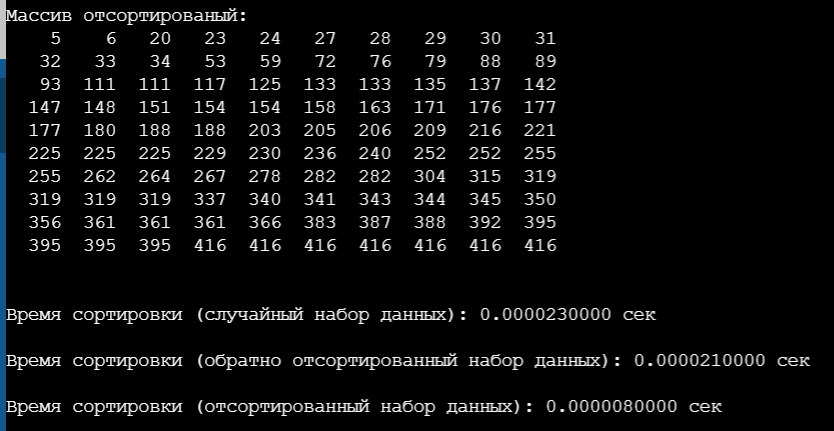 Массив отсортированый:
5 6 20 23 24 27 28 29 30 31
32 33 34 53 59 72 76 79 88 89
93 111 111 117 125 133 133 135 137 142
147 148 151 154 154 158 163 171 176 177
177 180 188 188 203 205 206 209 216 221
225 225 225 229 230 236 240 252 252 255
255 262 264 267 278 282 282 304 315 319
319 319 319 337 340 341 343 344 345 350
356 361 361 361 366 383 387 388 392 395
395 395 395 416 416 416 416 416 416 416
Время сортировки (случайный набор данных): 0.0000230000 сек
Время сортировки (обратно отсортированный набор данных): 0.0000210000 сек
Время сортировки (отсортированный набор данных): 0.0000080000 сек